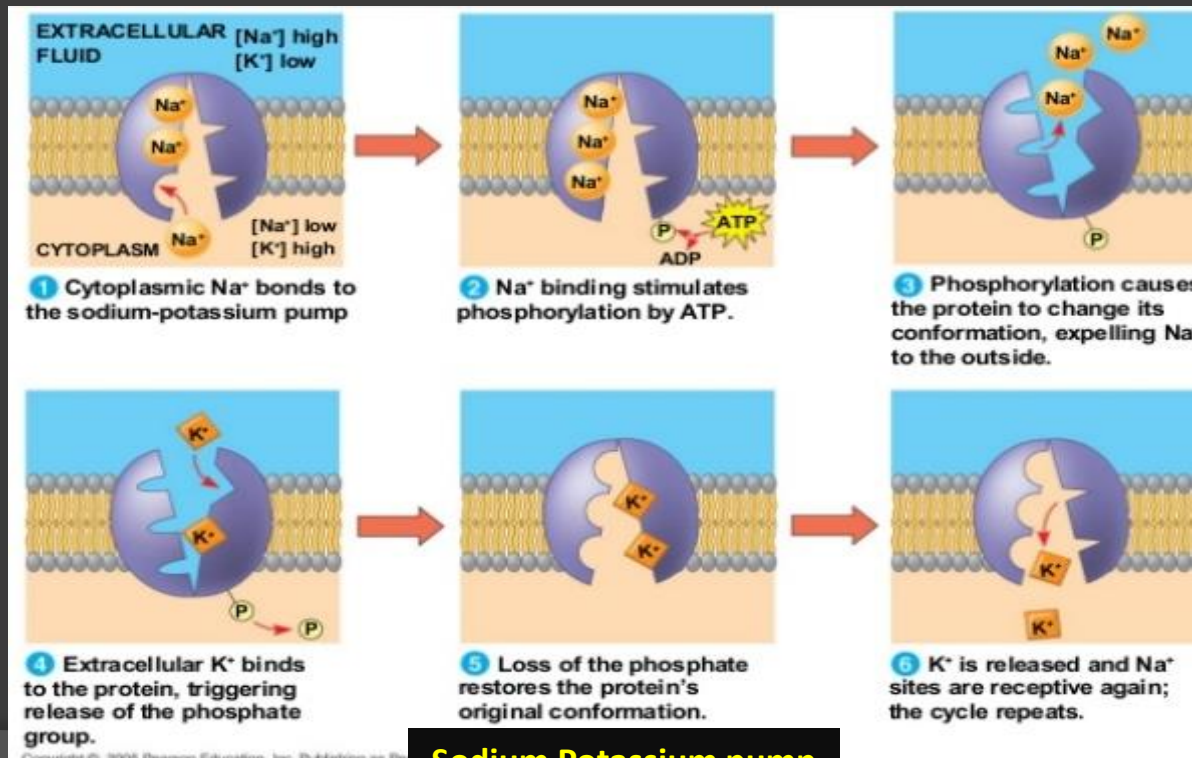 EXTRACELLULAR
FLUID
[Na⁺] high
[K⁺] low
Na⁺
Na⁺
Na⁺
CYTOPLASM
[Na⁺] low
[K⁺] high
1 Cytoplasmic Na⁺ bonds to
the sodium-potassium pump
Na⁺
Na⁺
Na⁺
P
ATP
ADP
2 Na⁺ binding stimulates
phosphorylation by ATP.
Na⁺
Na⁺
Na⁺
P
3 Phosphorylation causes
the protein to change its
conformation, expelling Na
to the outside.
K⁺
K⁺
P
P
4 Extracellular K⁺ binds
to the protein, triggering
release of the phosphate
group.
K⁺
K⁺
5 Loss of the phosphate
restores the protein's
original conformation.
K⁺
K⁺
6 K⁺ is released and Na⁺
sites are receptive again;
the cycle repeats.
Sodium Potassium pump